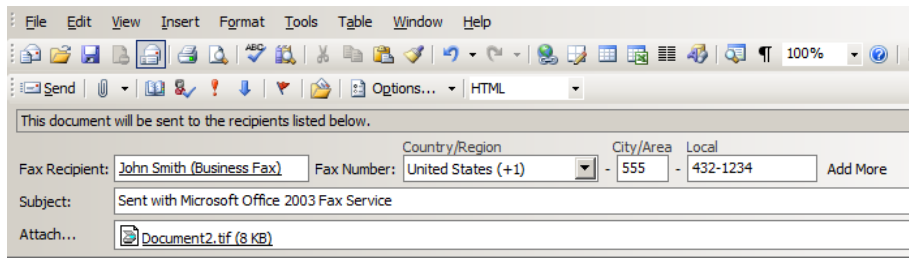 File Edit View Insert Format Tools Table Window Help
ABC 100%
Send Options... HTML
This document will be sent to the recipients listed below.
Country/Region City/Area Local
Fax Recipient: John Smith (Business Fax) Fax Number: United States (+1) - 555 - 432-1234 Add More
Subject: Sent with Microsoft Office 2003 Fax Service
Attach... Document2.tif (8 KB)